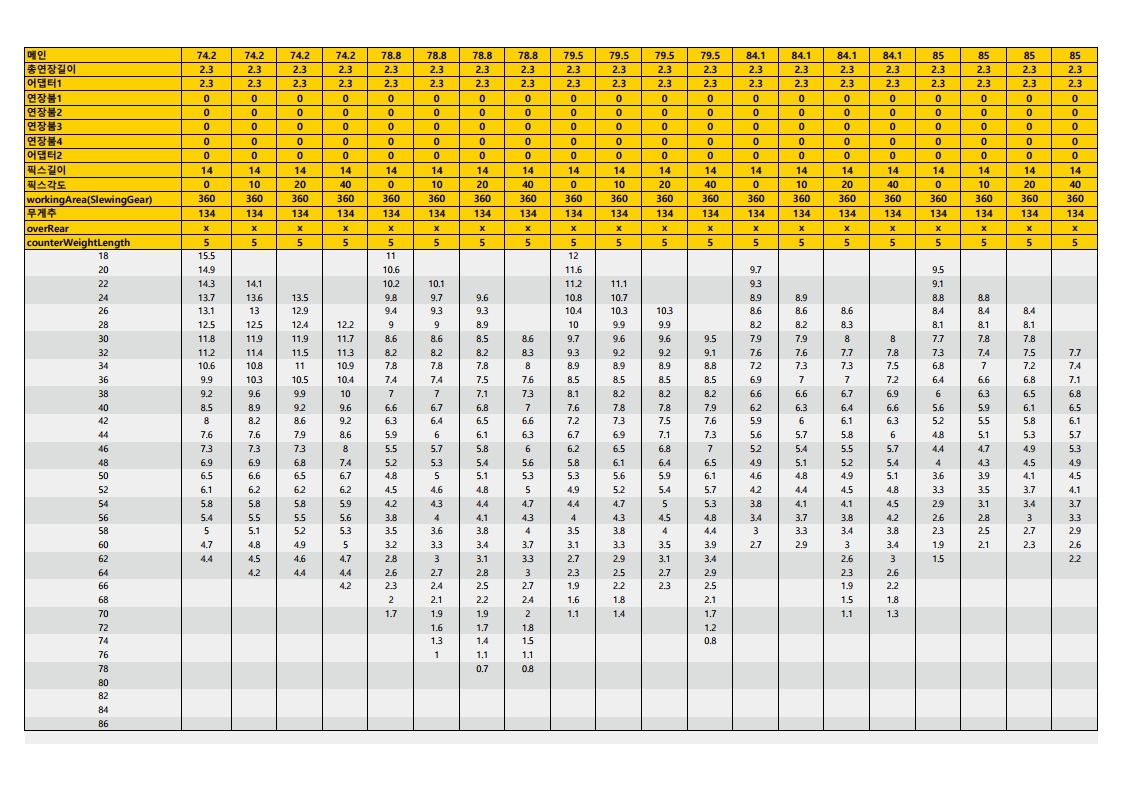 메인 74.2 74.2 74.2 74.2 78.8 78.8 78.8 78.8 79.5 79.5 79.5 79.5 84.1 84.1 84.1 84.1 85 85 85 85
총연장길이 2.3 2.3 2.3 2.3 2.3 2.3 2.3 2.3 2.3 2.3 2.3 2.3 2.3 2.3 2.3 2.3 2.3 2.3 2.3 2.3
어댑터1 2.3 2.3 2.3 2.3 2.3 2.3 2.3 2.3 2.3 2.3 2.3 2.3 2.3 2.3 2.3 2.3 2.3 2.3 2.3 2.3
연장붐1 0 0 0 0 0 0 0 0 0 0 0 0 0 0 0 0 0 0 0 0
연장붐2 0 0 0 0 0 0 0 0 0 0 0 0 0 0 0 0 0 0 0 0
연장붐3 0 0 0 0 0 0 0 0 0 0 0 0 0 0 0 0 0 0 0 0
연장붐4 0 0 0 0 0 0 0 0 0 0 0 0 0 0 0 0 0 0 0 0
어댑터2 0 0 0 0 0 0 0 0 0 0 0 0 0 0 0 0 0 0 0 0
픽스길이 14 14 14 14 14 14 14 14 14 14 14 14 14 14 14 14 14 14 14 14
픽스각도 0 10 20 40 0 10 20 40 0 10 20 40 0 10 20 40 0 10 20 40
workingArea(SlewingGear) 360 360 360 360 360 360 360 360 360 360 360 360 360 360 360 360 360 360 360 360
무게추 134 134 134 134 134 134 134 134 134 134 134 134 134 134 134 134 134 134 134 134
overRear x x x x x x x x x x x x x x x x x x x x
counterWeightLength 5 5 5 5 5 5 5 5 5 5 5 5 5 5 5 5 5 5 5 5
18 15.5 11 12
20 14.9 10.6 11.6 9.7 9.5
22 14.3 14.1 10.2 10.1 11.2 11.1 9.3 9.1
24 13.7 13.6 13.5 9.8 9.7 9.6 10.8 10.7 8.9 8.9 8.8 8.8
26 13.1 13 12.9 9.4 9.3 9.3 10.4 10.3 10.3 8.6 8.6 8.6 8.4 8.4 8.4
28 12.5 12.5 12.4 12.2 9 9 8.9 10 9.9 9.9 8.2 8.2 8.3 8.1 8.1 8.1
30 11.8 11.9 11.9 11.7 8.6 8.6 8.5 8.6 9.7 9.6 9.6 9.5 7.9 7.9 8 8 7.7 7.8 7.8
32 11.2 11.4 11.5 11.3 8.2 8.2 8.2 8.3 9.3 9.2 9.2 9.1 7.6 7.6 7.7 7.8 7.3 7.4 7.5 7.7
34 10.6 10.8 11 10.9 7.8 7.8 7.8 8 8.9 8.9 8.9 8.8 7.2 7.3 7.3 7.5 6.8 7 7.2 7.4
36 9.9 10.3 10.5 10.4 7.4 7.4 7.5 7.6 8.5 8.5 8.5 8.5 6.9 7 7 7.2 6.4 6.6 6.8 7.1
38 9.2 9.6 9.9 10 7 7 7.1 7.3 8.1 8.2 8.2 8.2 6.6 6.6 6.7 6.9 6 6.3 6.5 6.8
40 8.5 8.9 9.2 9.6 6.6 6.7 6.8 7 7.6 7.8 7.8 7.9 6.2 6.3 6.4 6.6 5.6 5.9 6.1 6.5
42 8 8.2 8.6 9.2 6.3 6.4 6.5 6.6 7.2 7.3 7.5 7.6 5.9 6 6.1 6.3 5.2 5.5 5.8 6.1
44 7.6 7.6 7.9 8.6 5.9 6 6.1 6.3 6.7 6.9 7.1 7.3 5.6 5.7 5.8 6 4.8 5.1 5.3 5.7
46 7.3 7.3 7.3 8 5.5 5.7 5.8 6 6.2 6.5 6.8 7 5.2 5.4 5.5 5.7 4.4 4.7 4.9 5.3
48 6.9 6.9 6.8 7.4 5.2 5.3 5.4 5.6 5.8 6.1 6.4 6.5 4.9 5.1 5.2 5.4 4 4.3 4.5 4.9
50 6.5 6.6 6.5 6.7 4.8 5 5.1 5.3 5.3 5.6 5.9 6.1 4.6 4.8 4.9 5.1 3.6 3.9 4.1 4.5
52 6.1 6.2 6.2 6.2 4.5 4.6 4.8 5 4.9 5.2 5.4 5.7 4.2 4.4 4.5 4.8 3.3 3.5 3.7 4.1
54 5.8 5.8 5.8 5.9 4.2 4.3 4.4 4.7 4.4 4.7 5 5.3 3.8 4.1 4.1 4.5 2.9 3.1 3.4 3.7
56 5.4 5.5 5.5 5.6 3.8 4 4.1 4.3 4 4.3 4.5 4.8 3.4 3.7 3.8 4.2 2.6 2.8 3 3.3
58 5 5.1 5.2 5.3 3.5 3.6 3.8 4 3.5 3.8 4 4.4 3 3.3 3.4 3.8 2.3 2.5 2.7 2.9
60 4.7 4.8 4.9 5 3.2 3.3 3.4 3.7 3.1 3.3 3.5 3.9 2.7 2.9 3 3.4 1.9 2.1 2.3 2.6
62 4.4 4.5 4.6 4.7 2.8 3 3.1 3.3 2.7 2.9 3.1 3.4 2.6 3 1.5 2.2
64 4.2 4.4 4.4 2.6 2.7 2.8 3 2.3 2.5 2.7 2.9 2.3 2.6
66 4.2 2.3 2.4 2.5 2.7 1.9 2.2 2.3 2.5 1.9 2.2
68 2 2.1 2.2 2.4 1.6 1.8 2.1 1.5 1.8
70 1.7 1.9 1.9 2 1.1 1.4 1.7 1.1 1.3
72 1.6 1.7 1.8 1.2
74 1.3 1.4 1.5 0.8
76 1 1.1 1.1
78 0.7 0.8
80
82
84
86